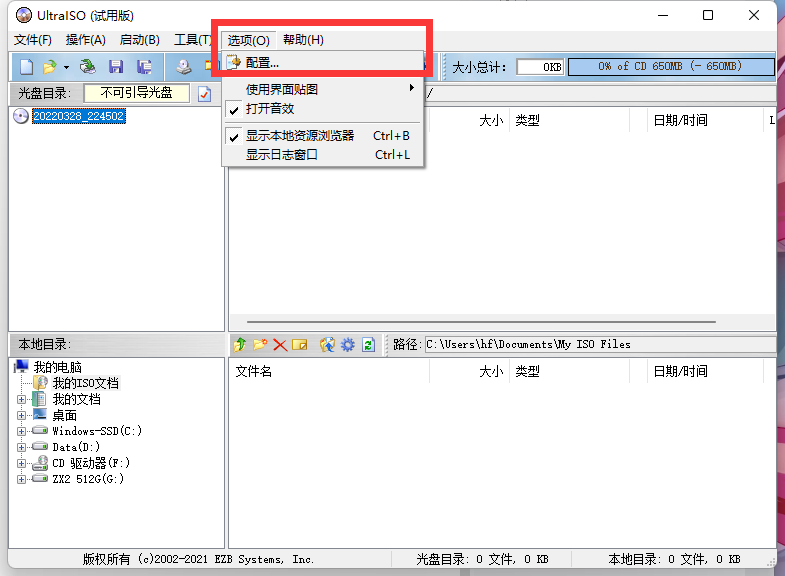 UltraISO (试用版)
文件(F) 操作(A) 启动(B) 工具(T) 选项(O) 帮助(H)
配置...
使用界面贴图
打开音效
显示本地资源浏览器 Ctrl+B
显示日志窗口 Ctrl+L
大小总计： 0KB 0% of CD 650MB (- 650MB)
光盘目录： 不可引导光盘 /
20220328_224502
大小 类型 日期/时间 L
本地目录： 路径： C:\Users\hf\Documents\My ISO Files
我的电脑
我的ISO文档
我的文档
桌面
Windows-SSD(C:)
Data(D:)
CD 驱动器(F:)
ZX2 512G(G:)
文件名 大小 类型 日期/时间
版权所有 (c)2002-2021 EZB Systems, Inc. 光盘目录: 0 文件, 0 KB 本地目录: 0 文件, 0 KB